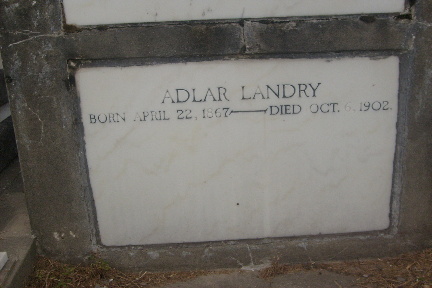 ADLAR LANDRY
BORN APRIL 22, 1867—DIED OCT. 6, 1902.